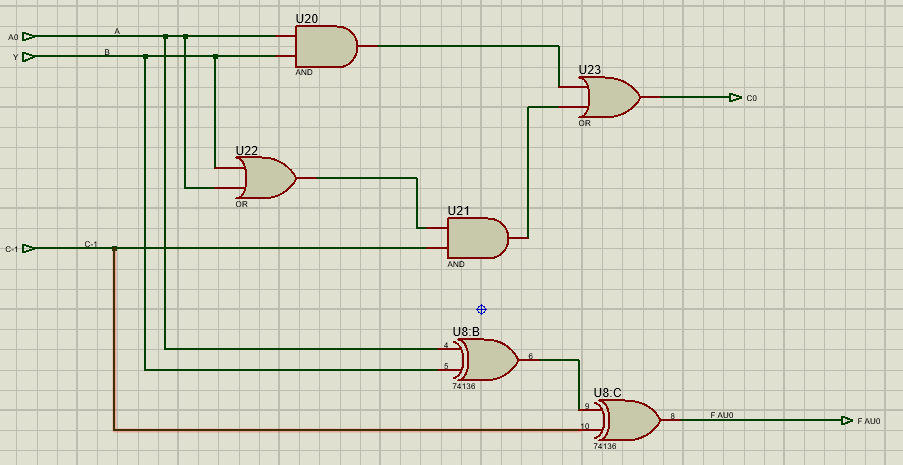 U20
A0
A
Y
B
AND
U23
C0
OR
U22
OR
U21
C-1
C-1
AND
U8:B
4
5
6
74136
U8:C
9
10
8
F AU0
F AU0
74136